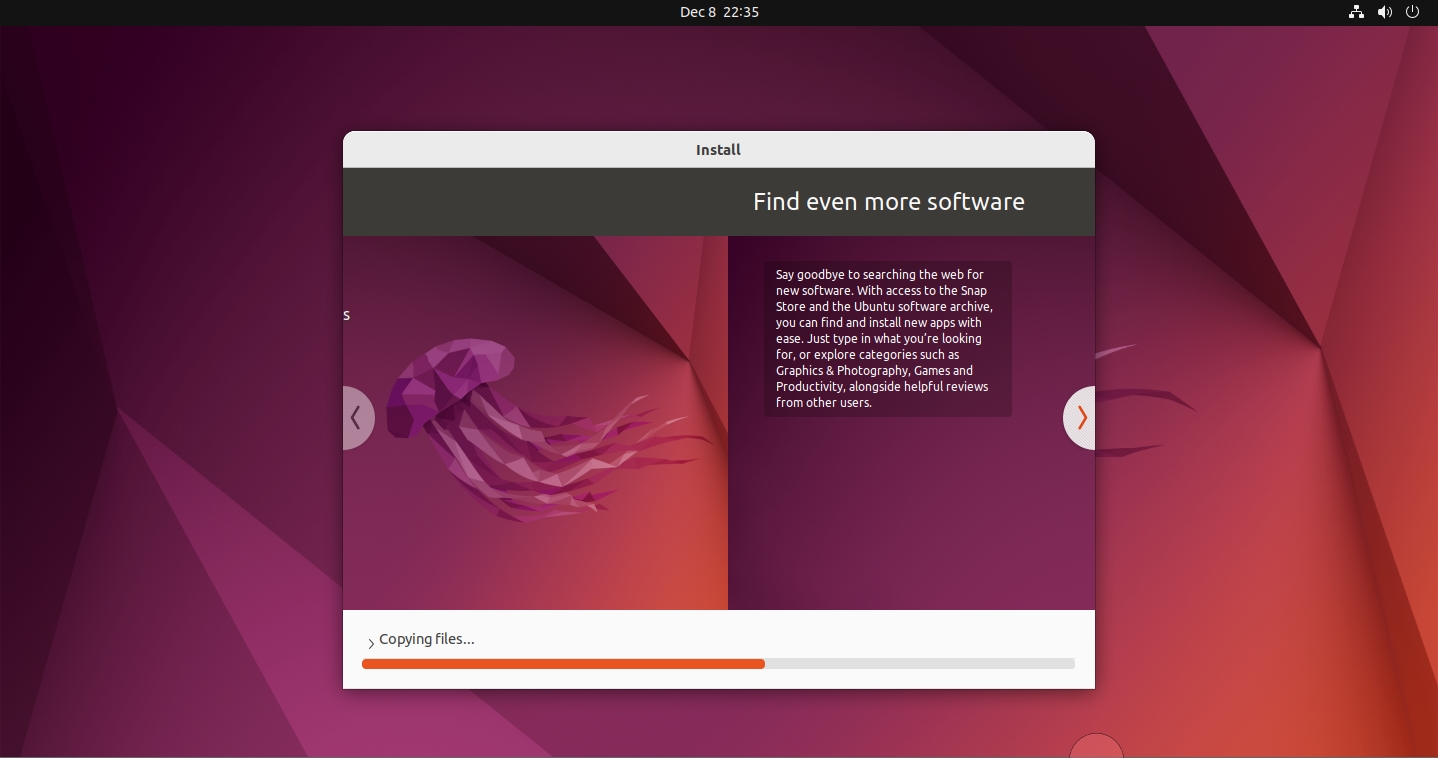 Dec 8 22:35
Install
Find even more software
s
Say goodbye to searching the web for
new software. With access to the Snap
Store and the Ubuntu software archive,
you can find and install new apps with
ease. Just type in what you’re looking
for, or explore categories such as
Graphics & Photography, Games and
Productivity, alongside helpful reviews
from other users.
Copying files...